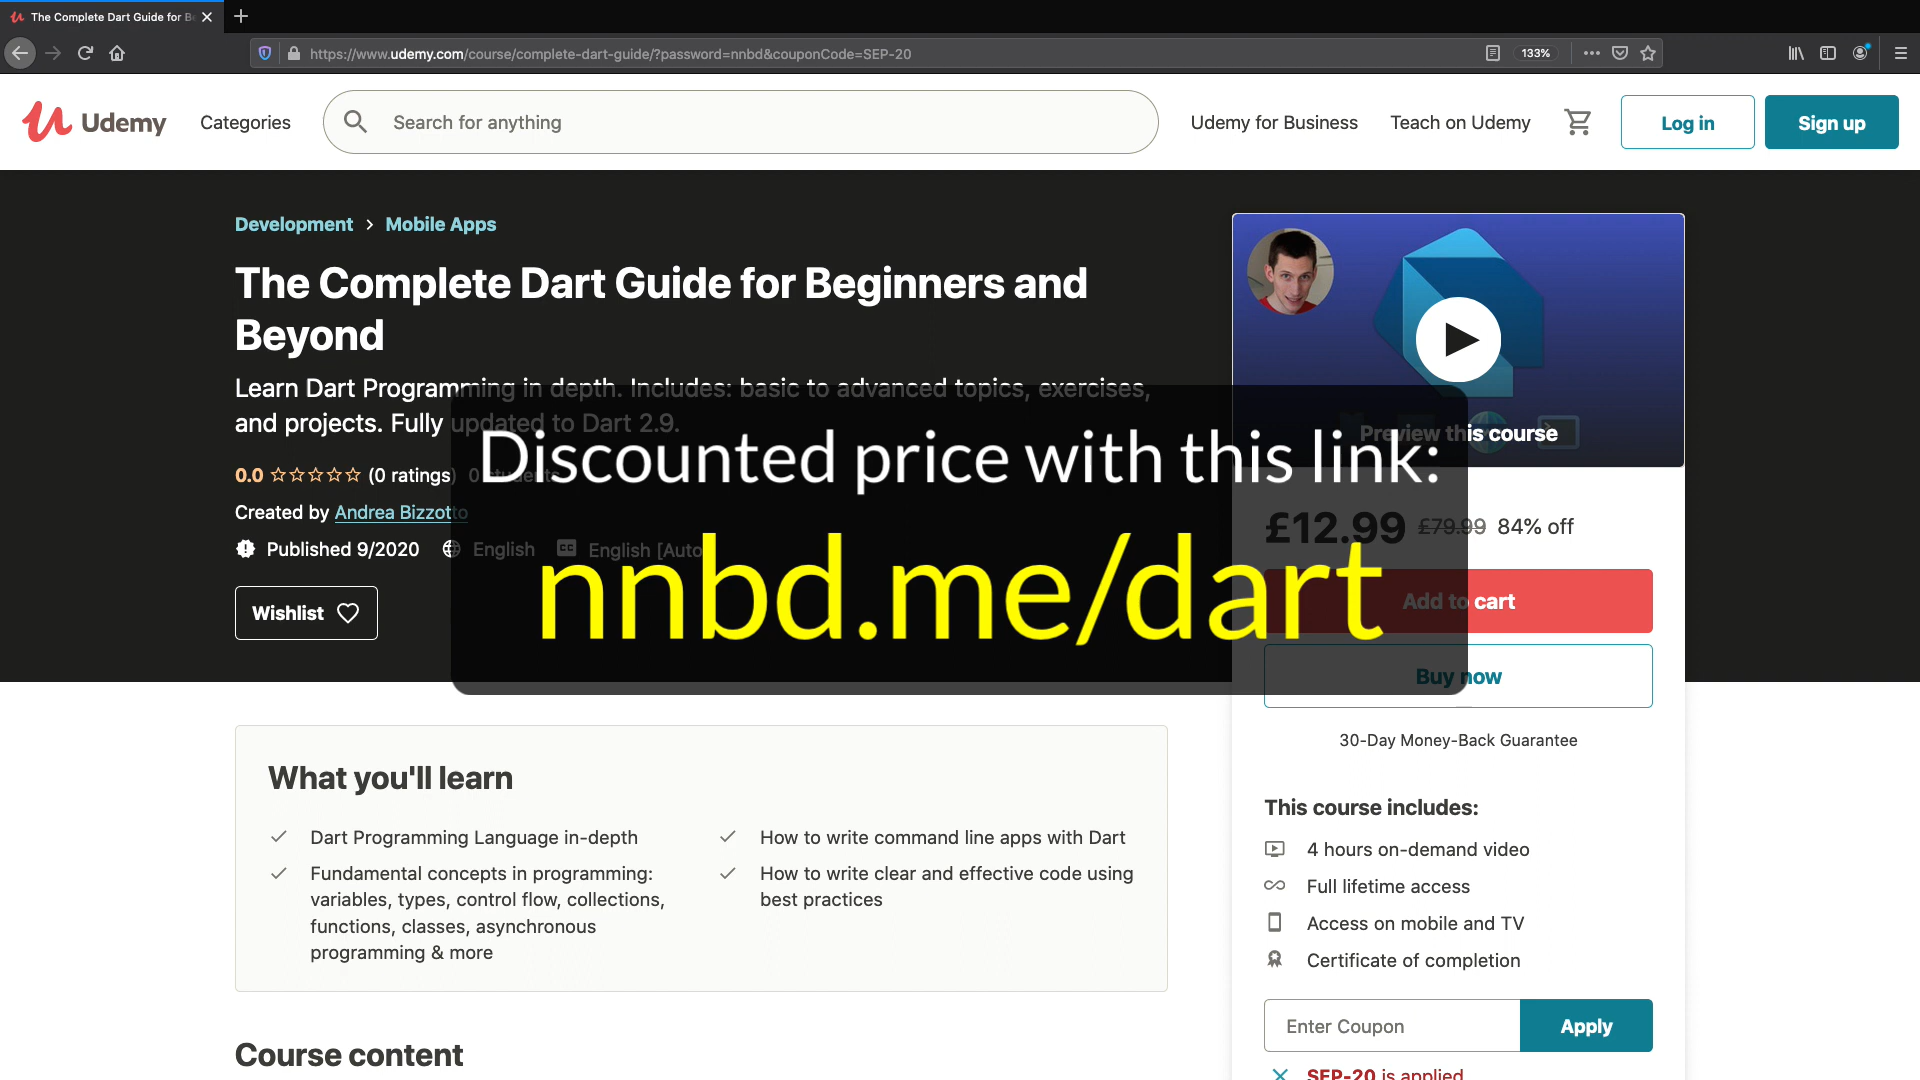 The Complete Dart Guide for Be
https://www.udemy.com/course/complete-dart-guide/?password=nnbd&couponCode=SEP-20
133%
Udemy
Categories
Search for anything
Udemy for Business
Teach on Udemy
Log in
Sign up
Development > Mobile Apps
The Complete Dart Guide for Beginners and
Beyond
Learn Dart Programming in depth. Includes: basic to advanced topics, exercises,
and projects. Fully updated to Dart 2.9.
0.0 (0 ratings) 0 students
Created by Andrea Bizzotto
Published 9/2020 English English [Auto
Wishlist
Discounted price with this link:
nnbd.me/dart
Preview this course
£12.99 £79.99 84% off
Add to cart
Buy now
30-Day Money-Back Guarantee
What you'll learn
Dart Programming Language in-depth
Fundamental concepts in programming:
variables, types, control flow, collections,
functions, classes, asynchronous
programming & more
How to write command line apps with Dart
How to write clear and effective code using
best practices
This course includes:
4 hours on-demand video
Full lifetime access
Access on mobile and TV
Certificate of completion
Enter Coupon
Apply
SEP-20 is applied
Course content